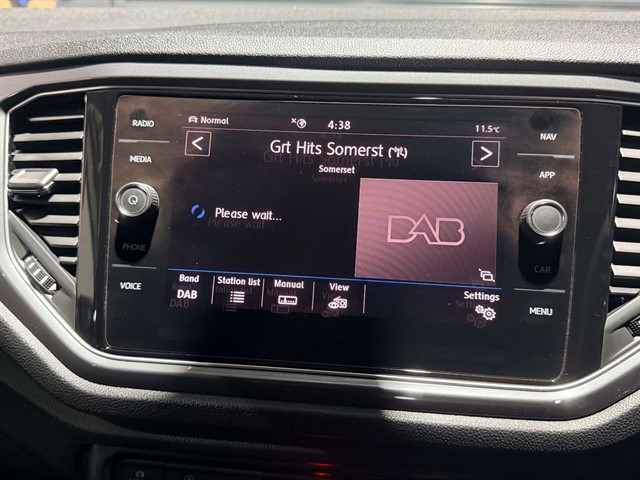 RADIO
Normal
4:38
11.5°C
NAV
MEDIA
<
Grt Hits Somerst
>
APP
Somerset
Please wait...
DAB
PHONE
CAR
VOICE
Band
Station list
Manual
View
Settings
MENU
DAB